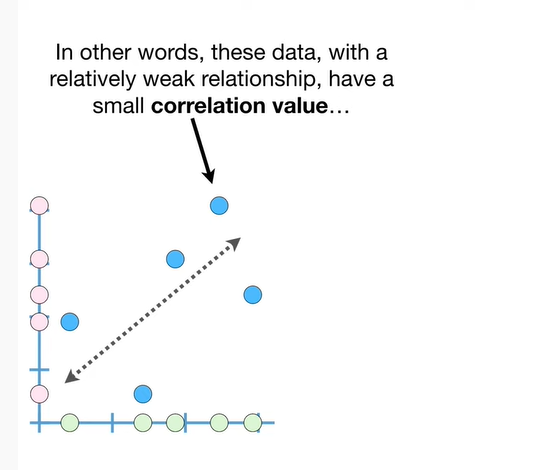 In other words, these data, with a
relatively weak relationship, have a
small correlation value…